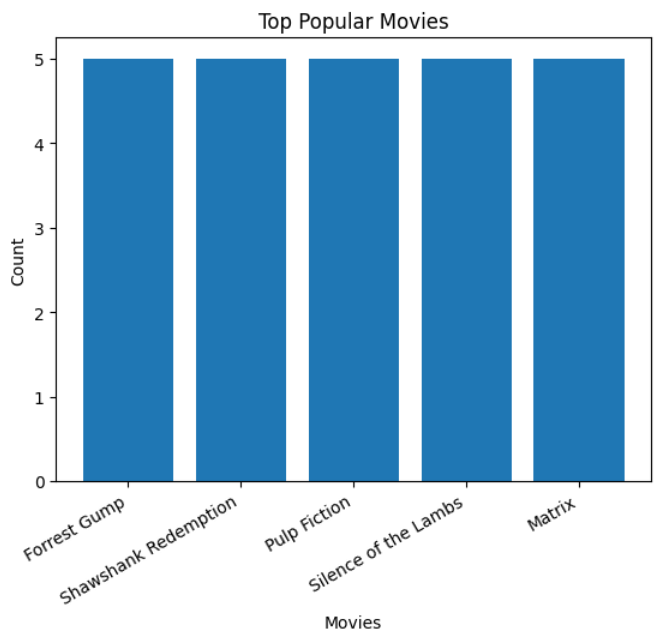 Top Popular Movies
Count
5
4
3
2
1
0
Forrest Gump
Shawshank Redemption
Pulp Fiction
Silence of the Lambs
Matrix
Movies